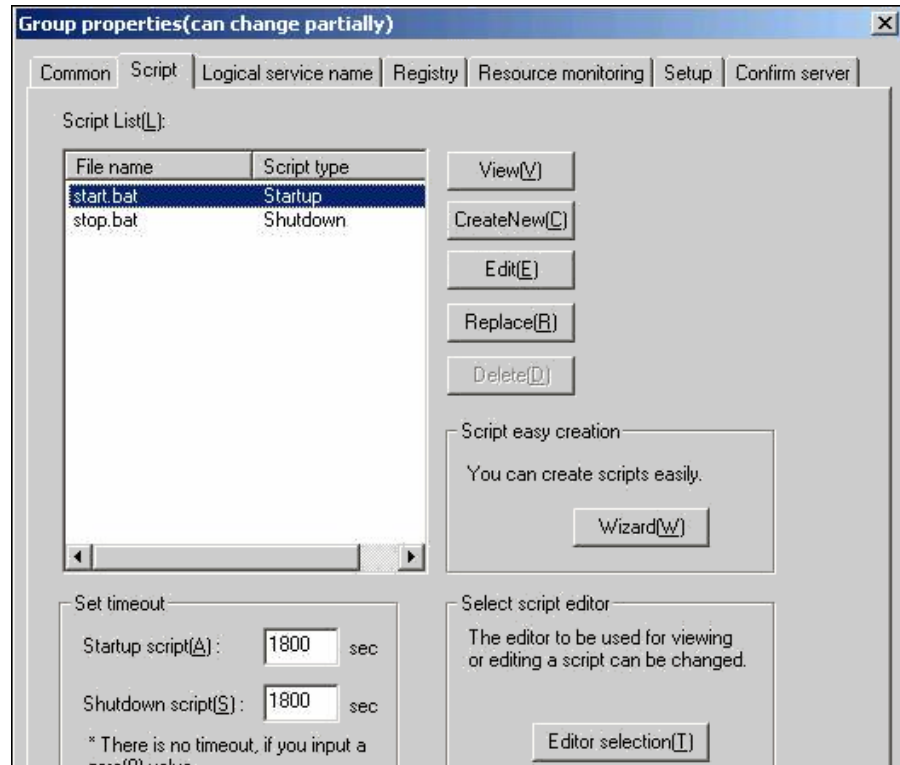 Group properties(can change partially)
Common Script Logical service name Registry Resource monitoring Setup Confirm server
Script List(L):
File name Script type
start.bat Startup
stop.bat Shutdown
View(V)
CreateNew(C)
Edit(E)
Replace(R)
Delete(D)
Script easy creation
You can create scripts easily.
Wizard(W)
Set timeout
Startup script(A) : 1800 sec
Shutdown script(S) : 1800 sec
* There is no timeout, if you input a
zero(0) value
Select script editor
The editor to be used for viewing
or editing a script can be changed.
Editor selection(T)